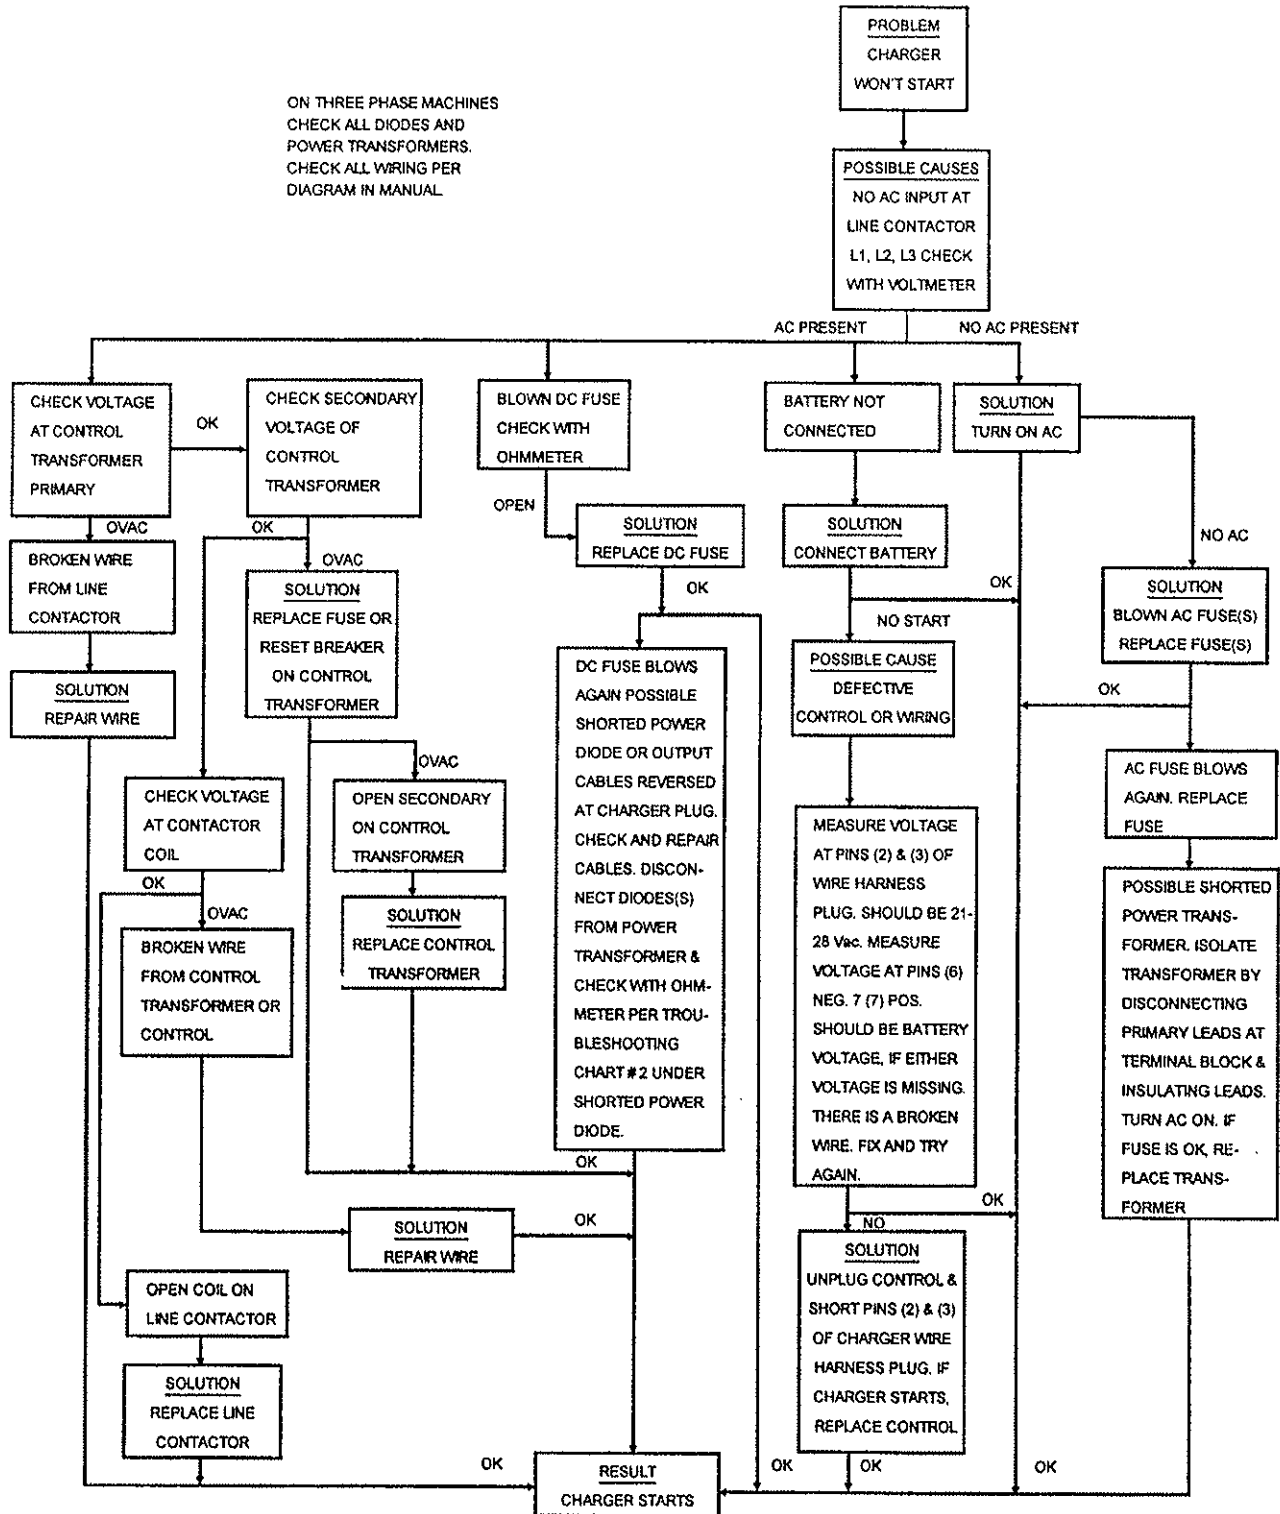 PROBLEM
CHARGER
WON'T START
ON THREE PHASE MACHINES
CHECK ALL DIODES AND
POWER TRANSFORMERS.
CHECK ALL WIRING PER
DIAGRAM IN MANUAL
POSSIBLE CAUSES
NO AC INPUT AT
LINE CONTACTOR
L1, L2, L3 CHECK
WITH VOLTMETER
AC PRESENT
NO AC PRESENT
CHECK VOLTAGE
AT CONTROL
TRANSFORMER
PRIMARY
OK
CHECK SECONDARY
VOLTAGE OF
CONTROL
TRANSFORMER
BLOWN DC FUSE
CHECK WITH
OHMMETER
BATTERY NOT
CONNECTED
SOLUTION
TURN ON AC
OVAC
BROKEN WIRE
FROM LINE
CONTACTOR
SOLUTION
REPAIR WIRE
OK
OVAC
SOLUTION
REPLACE FUSE OR
RESET BREAKER
ON CONTROL
TRANSFORMER
OPEN
SOLUTION
REPLACE DC FUSE
OK
SOLUTION
CONNECT BATTERY
OK
NO START
NO AC
SOLUTION
BLOWN AC FUSE(S)
REPLACE FUSE(S)
OK
AC FUSE BLOWS
AGAIN. REPLACE
FUSE
POSSIBLE CAUSE
DEFECTIVE
CONTROL OR WIRING
DC FUSE BLOWS
AGAIN POSSIBLE
SHORTED POWER
DIODE OR OUTPUT
CABLES REVERSED
AT CHARGER PLUG.
CHECK AND REPAIR
CABLES. DISCON-
NECT DIODES(S)
FROM POWER
TRANSFORMER &
CHECK WITH OHM-
METER PER TROU-
BLESHOOTING
CHART #2 UNDER
SHORTED POWER
DIODE.
OVAC
OPEN SECONDARY
ON CONTROL
TRANSFORMER
SOLUTION
REPLACE CONTROL
TRANSFORMER
CHECK VOLTAGE
AT CONTACTOR
COIL
OK
OVAC
BROKEN WIRE
FROM CONTROL
TRANSFORMER OR
CONTROL
MEASURE VOLTAGE
AT PINS (2) & (3) OF
WIRE HARNESS
PLUG. SHOULD BE 21-
28 Vac. MEASURE
VOLTAGE AT PINS (6)
NEG. 7 (7) POS.
SHOULD BE BATTERY
VOLTAGE, IF EITHER
VOLTAGE IS MISSING.
THERE IS A BROKEN
WIRE. FIX AND TRY
AGAIN.
POSSIBLE SHORTED
POWER TRANS-
FORMER. ISOLATE
TRANSFORMER BY
DISCONNECTING
PRIMARY LEADS AT
TERMINAL BLOCK &
INSULATING LEADS.
TURN AC ON. IF
FUSE IS OK, RE-
PLACE TRANS-
FORMER
OK
OK
NO
SOLUTION
REPAIR WIRE
OK
SOLUTION
UNPLUG CONTROL &
SHORT PINS (2) & (3)
OF CHARGER WIRE
HARNESS PLUG. IF
CHARGER STARTS,
REPLACE CONTROL
OPEN COIL ON
LINE CONTACTOR
SOLUTION
REPLACE LINE
CONTACTOR
OK
RESULT
CHARGER STARTS
OK
OK
OK